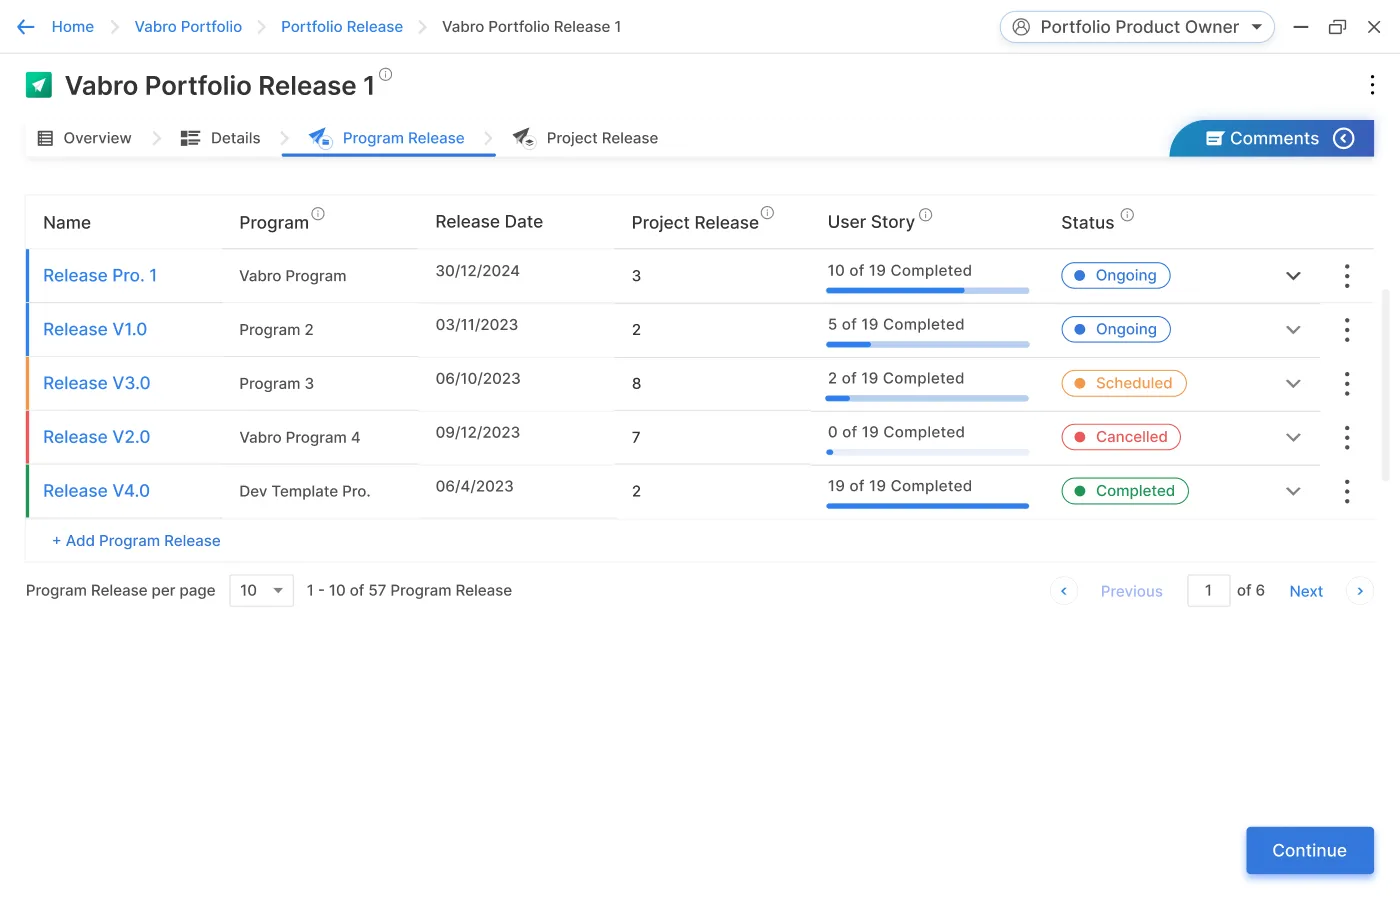 Home Vabro Portfolio Portfolio Release Vabro Portfolio Release 1 Portfolio Product Owner
Vabro Portfolio Release 1
Overview Details Program Release Project Release Comments
Name Program Release Date Project Release User Story Status
Release Pro. 1 Vabro Program 30/12/2024 3 10 of 19 Completed Ongoing
Release V1.0 Program 2 03/11/2023 2 5 of 19 Completed Ongoing
Release V3.0 Program 3 06/10/2023 8 2 of 19 Completed Scheduled
Release V2.0 Vabro Program 4 09/12/2023 7 0 of 19 Completed Cancelled
Release V4.0 Dev Template Pro. 06/4/2023 2 19 of 19 Completed Completed
+ Add Program Release
Program Release per page 10 1 - 10 of 57 Program Release Previous 1 of 6 Next
Continue